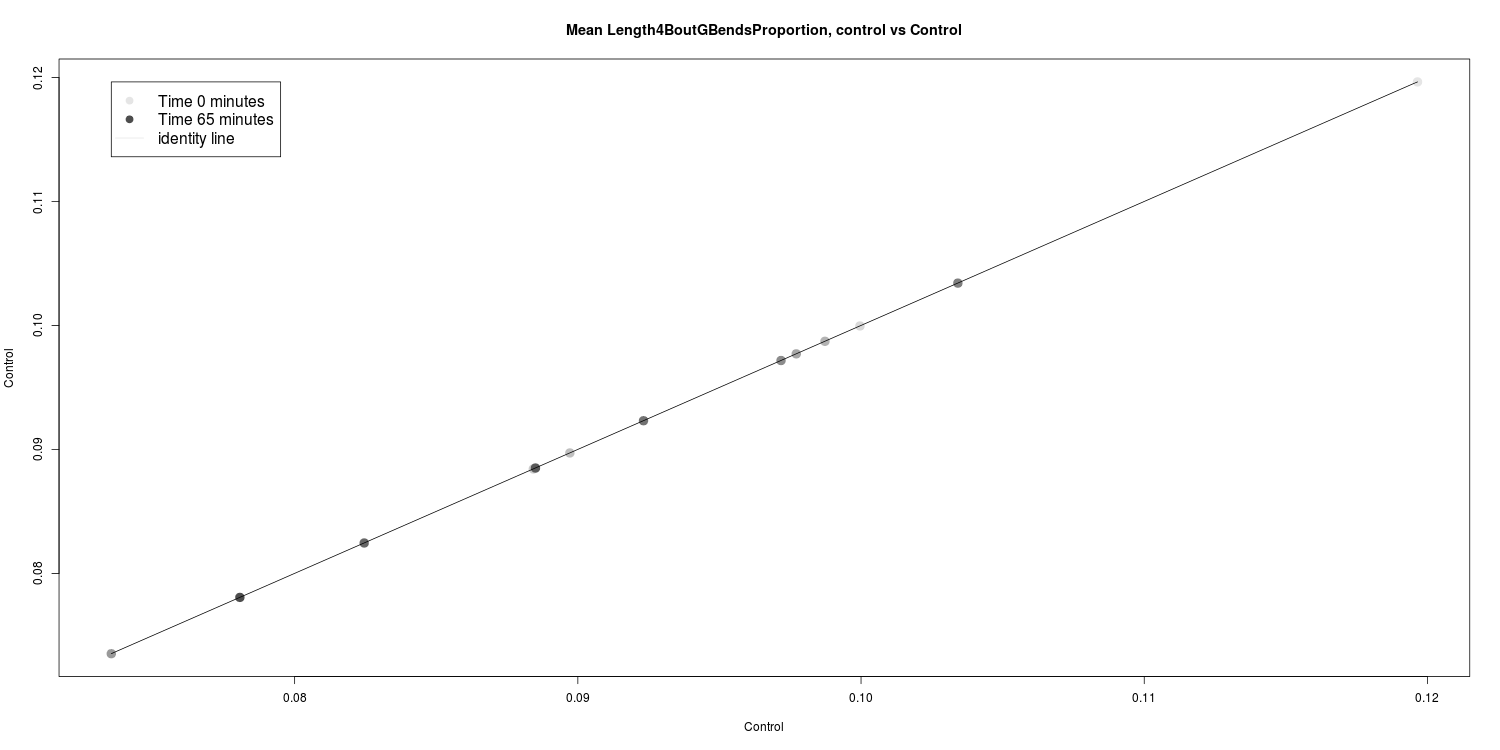 Mean Length4BoutGBendsProportion, control vs Control
Time 0 minutes
Time 65 minutes
identity line
0.12
0.11
0.10
0.09
0.08
Control
0.08
0.09
0.10
0.11
0.12
Control